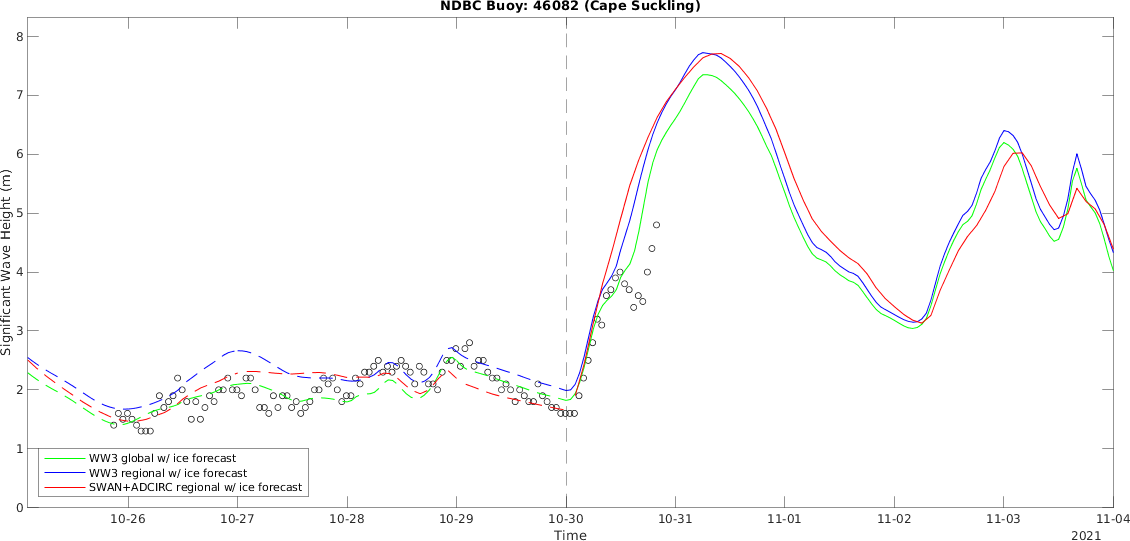 NDBC Buoy: 46082 (Cape Suckling)
Significant Wave Height (m)
8
7
6
5
4
3
2
1
0
WW3 global w/ ice forecast
WW3 regional w/ ice forecast
SWAN+ADCIRC regional w/ ice forecast
10-26 10-27 10-28 10-29 10-30 10-31 11-01 11-02 11-03 11-04
Time
2021